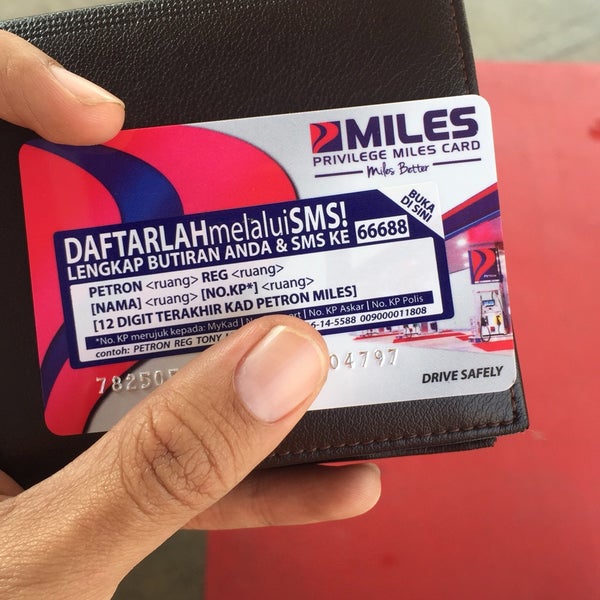 MILES
PRIVILEGE MILES CARD
Miles Better
BUKA
DI SINI
DAFTARLAHmelaluiSMS!
LENGKAP BUTIRAN ANDA & SMS KE 66688
PETRON <ruang> REG <ruang>
[NAMA] <ruang> [NO.KP*] <ruang>
[12 DIGIT TERAKHIR KAD PETRON MILES]
*No. KP merujuk kepada: MyKad | No. KP Askar | No. KP Polis
contoh: PETRON REG TONY 6-14-5588 009000011808
DRIVE SAFELY